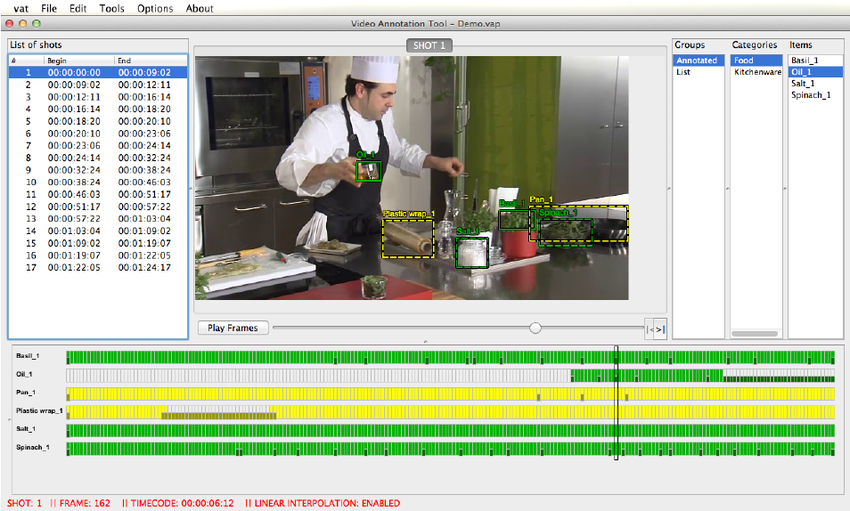 vat File Edit Tools Options About
Video Annotation Tool - Demo.vap
List of shots
# Begin End
1 00:00:00:00 00:00:09:02
2 00:00:09:02 00:00:12:11
3 00:00:12:11 00:00:16:14
4 00:00:16:14 00:00:18:20
5 00:00:18:20 00:00:20:10
6 00:00:20:10 00:00:23:06
7 00:00:23:06 00:00:24:14
8 00:00:24:14 00:00:32:24
9 00:00:32:24 00:00:38:24
10 00:00:38:24 00:00:46:03
11 00:00:46:03 00:00:51:17
12 00:00:51:17 00:00:57:22
13 00:00:57:22 00:01:03:04
14 00:01:03:04 00:01:09:02
15 00:01:09:02 00:01:19:07
16 00:01:19:07 00:01:22:05
17 00:01:22:05 00:01:24:17
SHOT 1
Oil_1
Basil_1
Pan_1
Plastic wrap_1
Spinach_1
Salt_1
Play Frames
|<
>|
Groups
Annotated
List
Categories
Food
Kitchenware
Items
Basil_1
Oil_1
Salt_1
Spinach_1
Basil_1
Oil_1
Pan_1
Plastic wrap_1
Salt_1
Spinach_1
SHOT: 1 || FRAME: 162 || TIMECODE: 00:00:06:12 || LINEAR INTERPOLATION: ENABLED